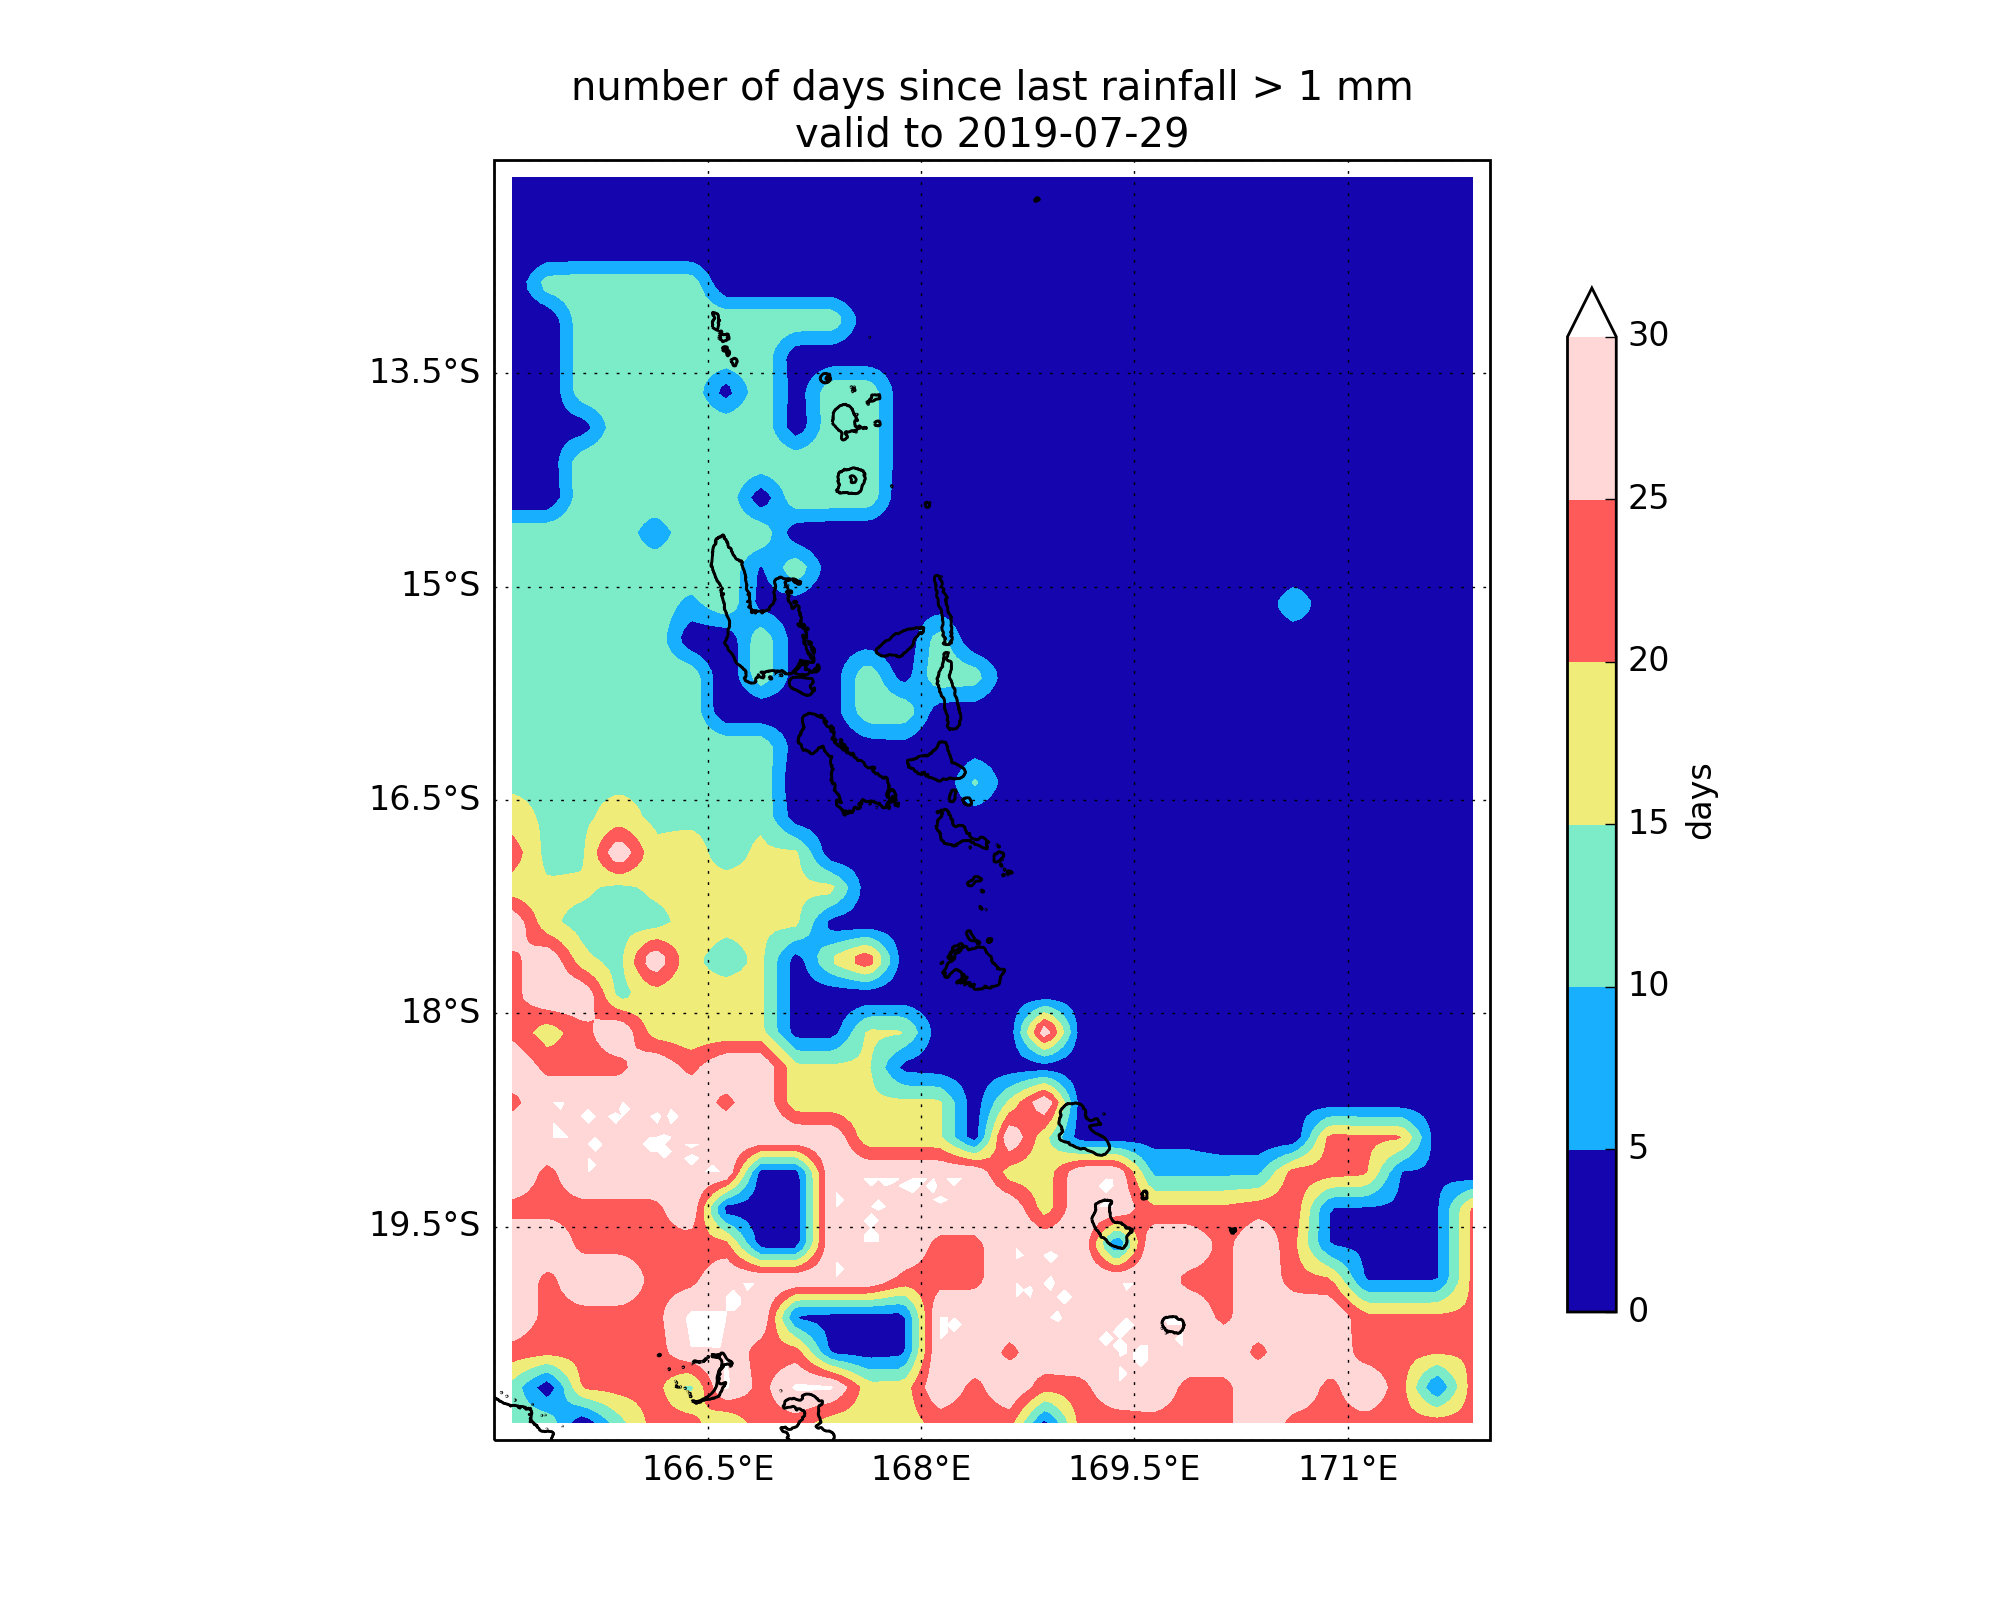 number of days since last rainfall > 1 mm
valid to 2019-07-29
13.5°S
15°S
16.5°S
18°S
19.5°S
166.5°E
168°E
169.5°E
171°E
30
25
20
15
10
5
0
days